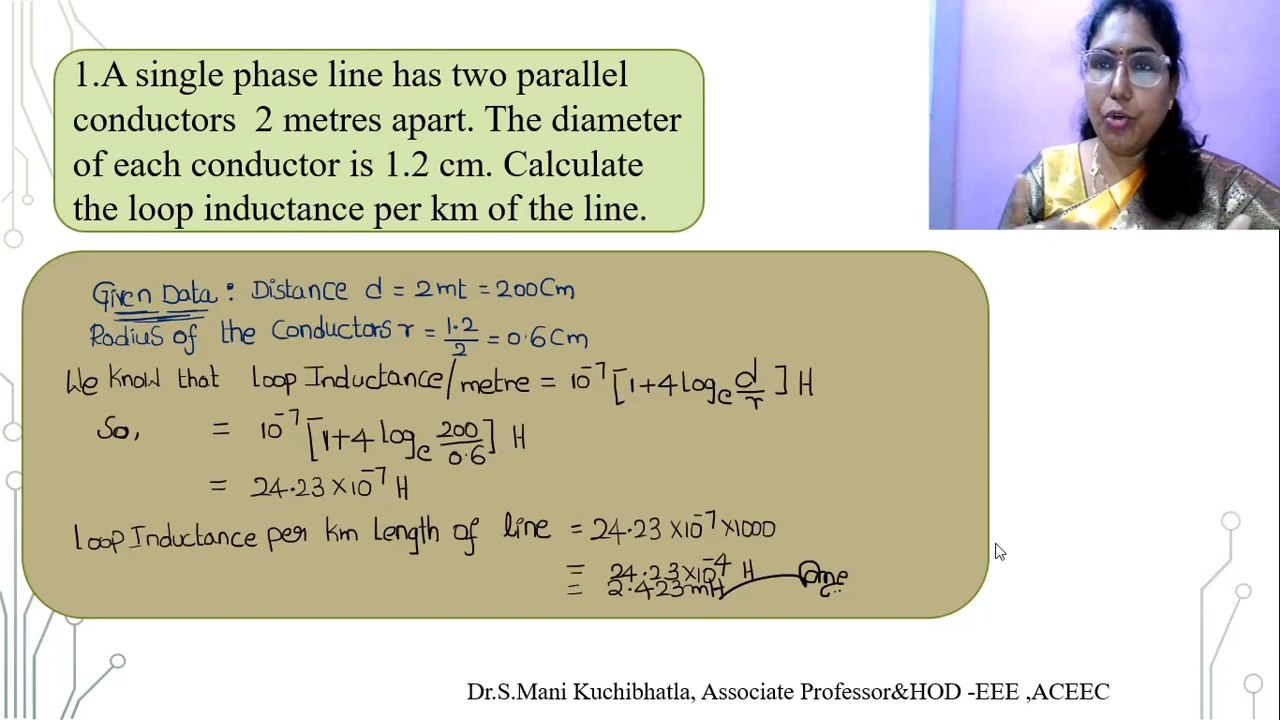 1.A single phase line has two parallel
conductors 2 metres apart. The diameter
of each conductor is 1.2 cm. Calculate
the loop inductance per km of the line.
Given Data : Distance d = 2mt = 200Cm
Radius of the Conductors r = 1.2/2 = 0.6Cm
We Know that Loop Inductance/metre = 10⁻⁷ [1+4 logₑ d/r ] H
So, = 10⁻⁷ [1+4 logₑ 200/0.6] H
= 24.23 ×10⁻⁷ H
Loop Inductance per Km Length of line = 24.23 ×10⁻⁷ ×1000
= 24.23×10⁻⁴ H
= 2.423mH
Dr.S.Mani Kuchibhatla, Associate Professor&HOD -EEE ,ACEEC